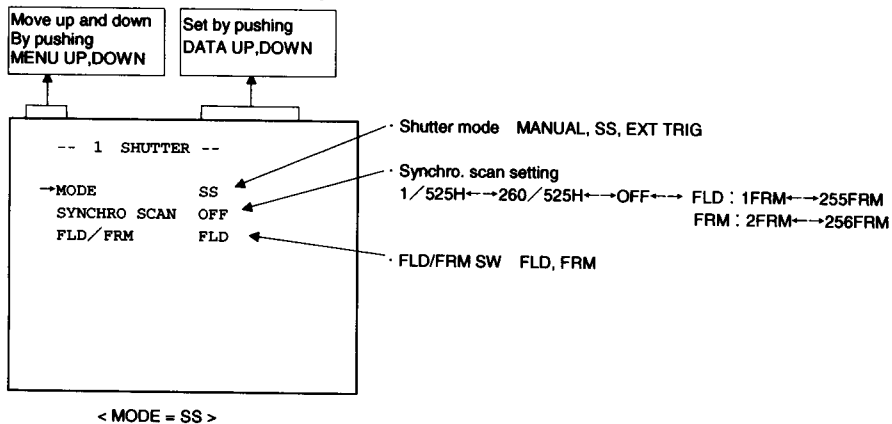 Move up and down
By pushing
MENU UP,DOWN
Set by pushing
DATA UP,DOWN
-- 1 SHUTTER --
→MODE SS
SYNCHRO SCAN OFF
FLD/FRM FLD
· Shutter mode MANUAL, SS, EXT TRIG
· Synchro. scan setting
1/525H←→260/525H←→OFF←→ FLD : 1FRM←→255FRM
FRM : 2FRM←→256FRM
· FLD/FRM SW FLD, FRM
< MODE = SS >